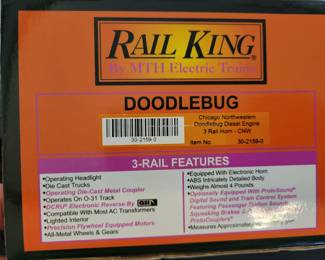 RAIL KING
By MTH Electric Trains
DOODLEBUG
Chicago Northwestern
Doodlebug Diesel Engine
3 Rail Horn - CNW
30-2159-0
Item No: 30-2159-0
3-RAIL FEATURES
•Operating Headlight
•Die Cast Trucks
•Operating Die-Cast Metal Coupler
•Operates On O-31 Track
•DCRU Electronic Reverse By
•Compatible With Most AC Transformers
•Lighted Interior
•Precision Flywheel Equipped Motors
•All-Metal Wheels & Gears
•Equipped With Electronic Horn
•ABS Intricately Detailed Body
•Weighs Almost 4 Pounds
•Optionally Equipped With ProtoSound
Digital Sound and Train Control System
Featuring Passenger Station Sounds
Squeaking Brakes &
ProtoCouplers
•Measures Approximately